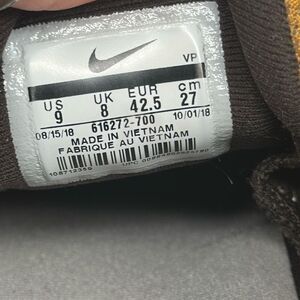 VP
US UK EUR cm
9 8 42.5 27
08/15/18 616272-700 10/01/18
MADE IN VIETNAM
FABRIQUE AU VIETNAM